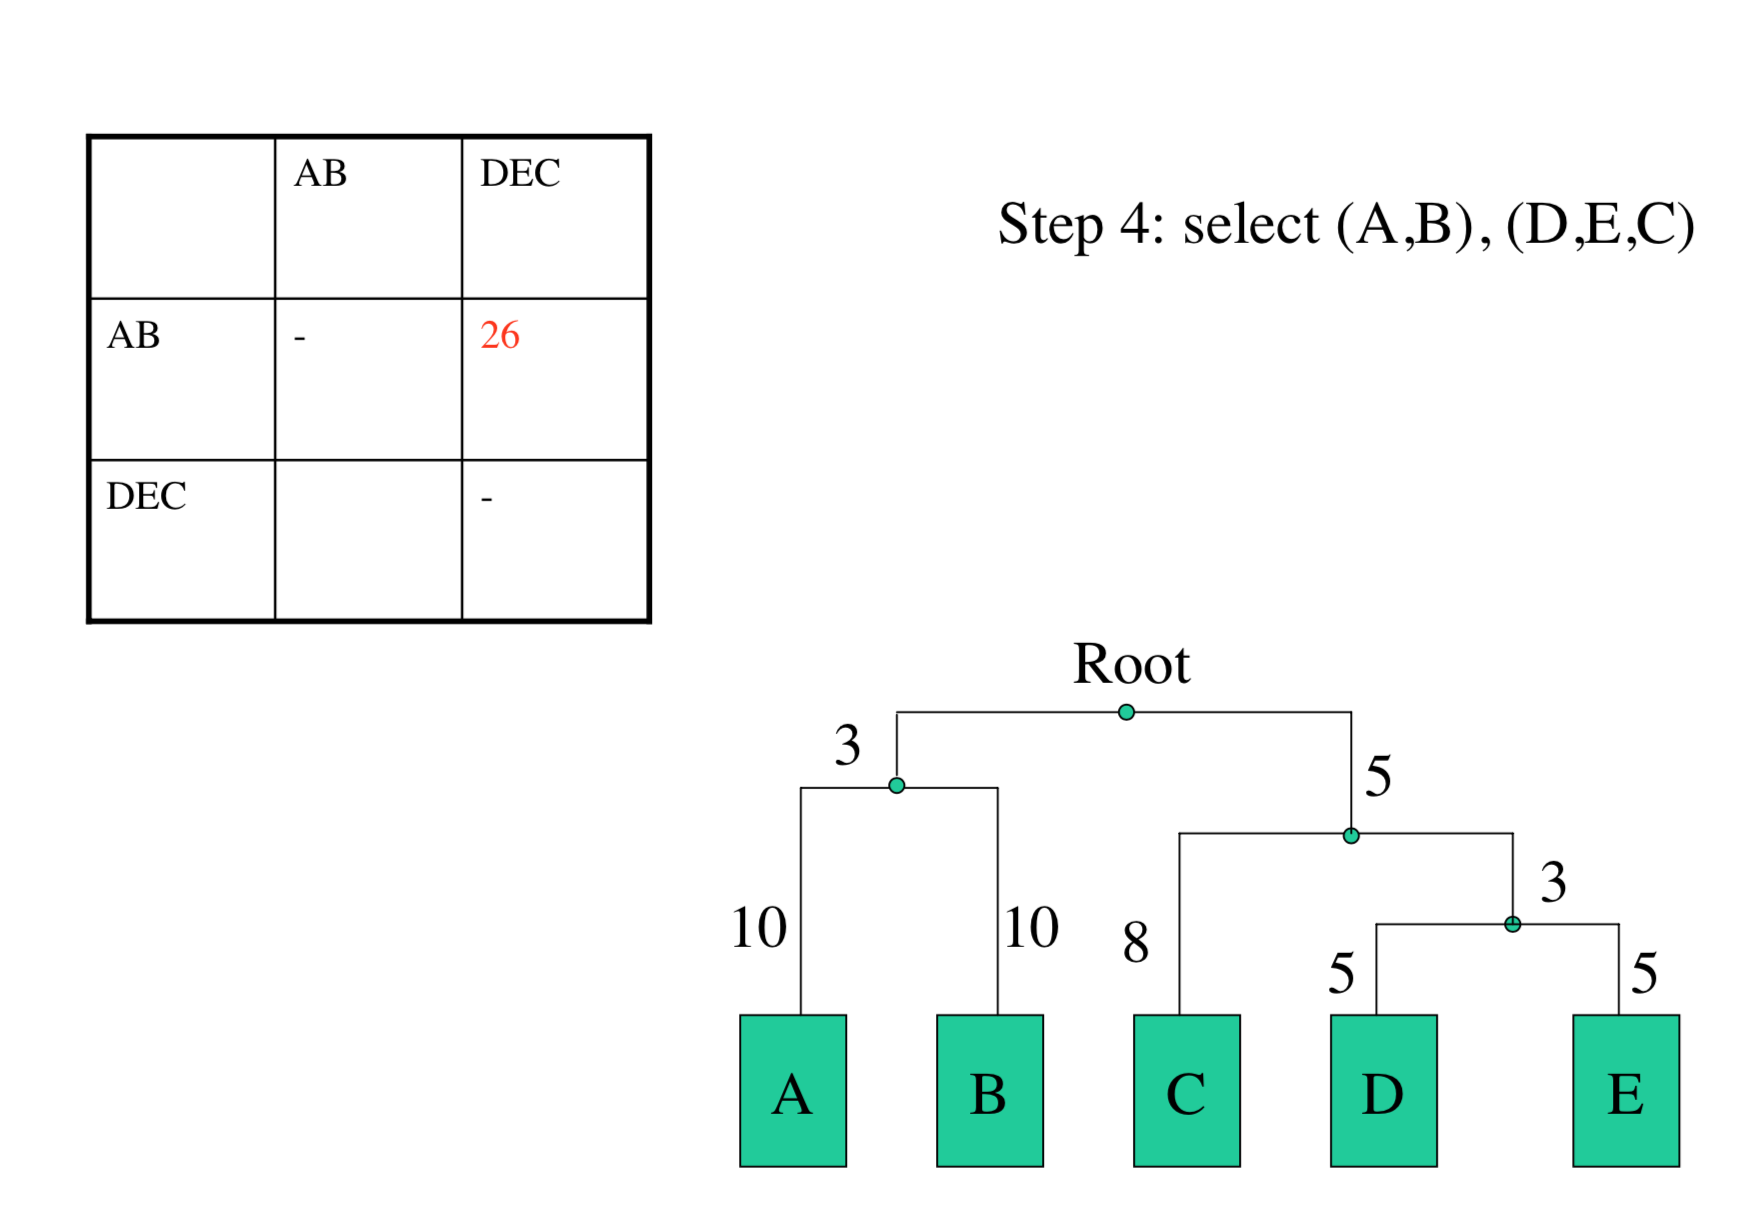 AB DEC
Step 4: select (A,B), (D,E,C)
AB - 26
DEC -
Root
3
5
3
10 10 8
5 5
A B C D E